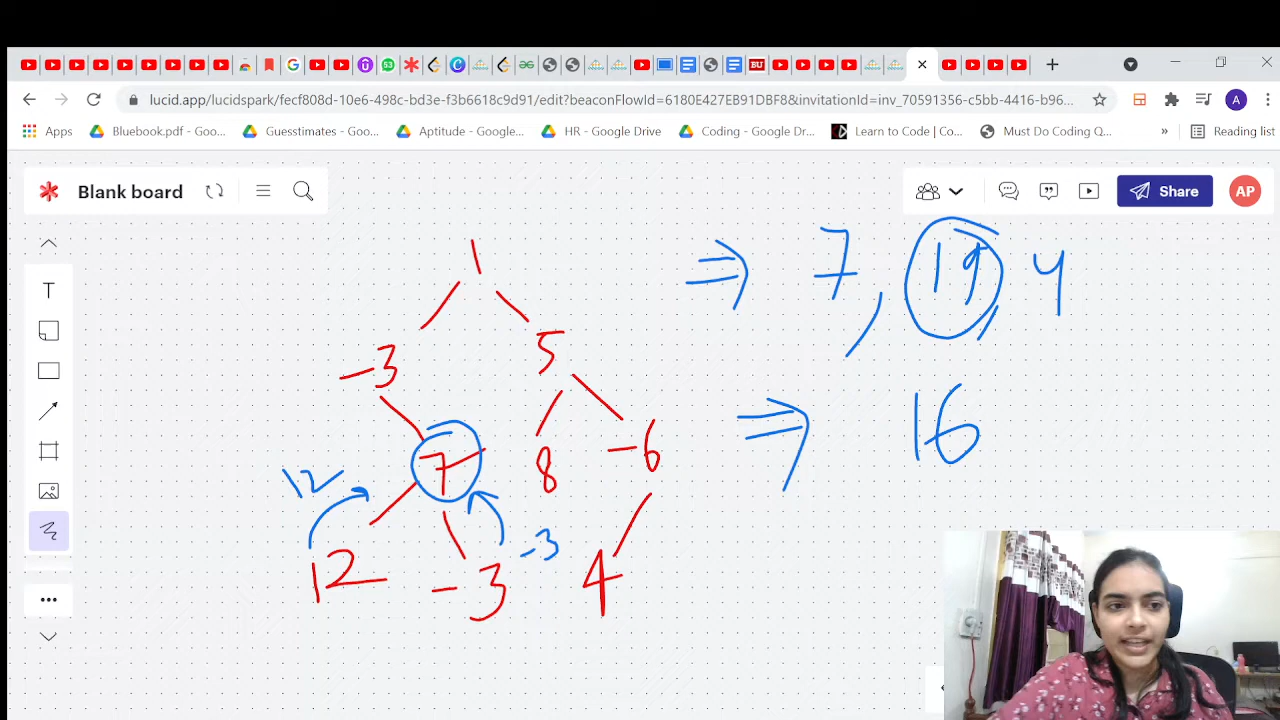 53
BU
lucid.app/lucidspark/fecf808d-10e6-498c-bd3e-f3b6618c9d91/edit?beaconFlowId=6180E427EB91DBF8&invitationId=inv_70591356-c5bb-4416-b96...
A
Apps Bluebook.pdf - Goo... Guesstimates - Goo... Aptitude - Google... HR - Google Drive Coding - Google Dr... Learn to Code | Co... Must Do Coding Q... » Reading list
Blank board Share AP
T
1 ⇒ 7, 19, 4
-3 5
7 8 -6 ⇒ 16
12 -3
12 -3 4